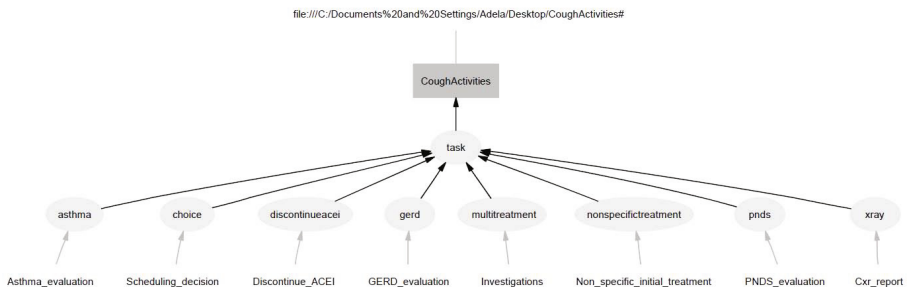 file:///C:/Documents%20and%20Settings/Adela/Desktop/CoughActivities#
CoughActivities
task
asthma choice discontinueacei gerd multitreatment nonspecifictreatment pnds xray
Asthma_evaluation Scheduling_decision Discontinue_ACEI GERD_evaluation Investigations Non_specific_initial_treatment PNDS_evaluation Cxr_report